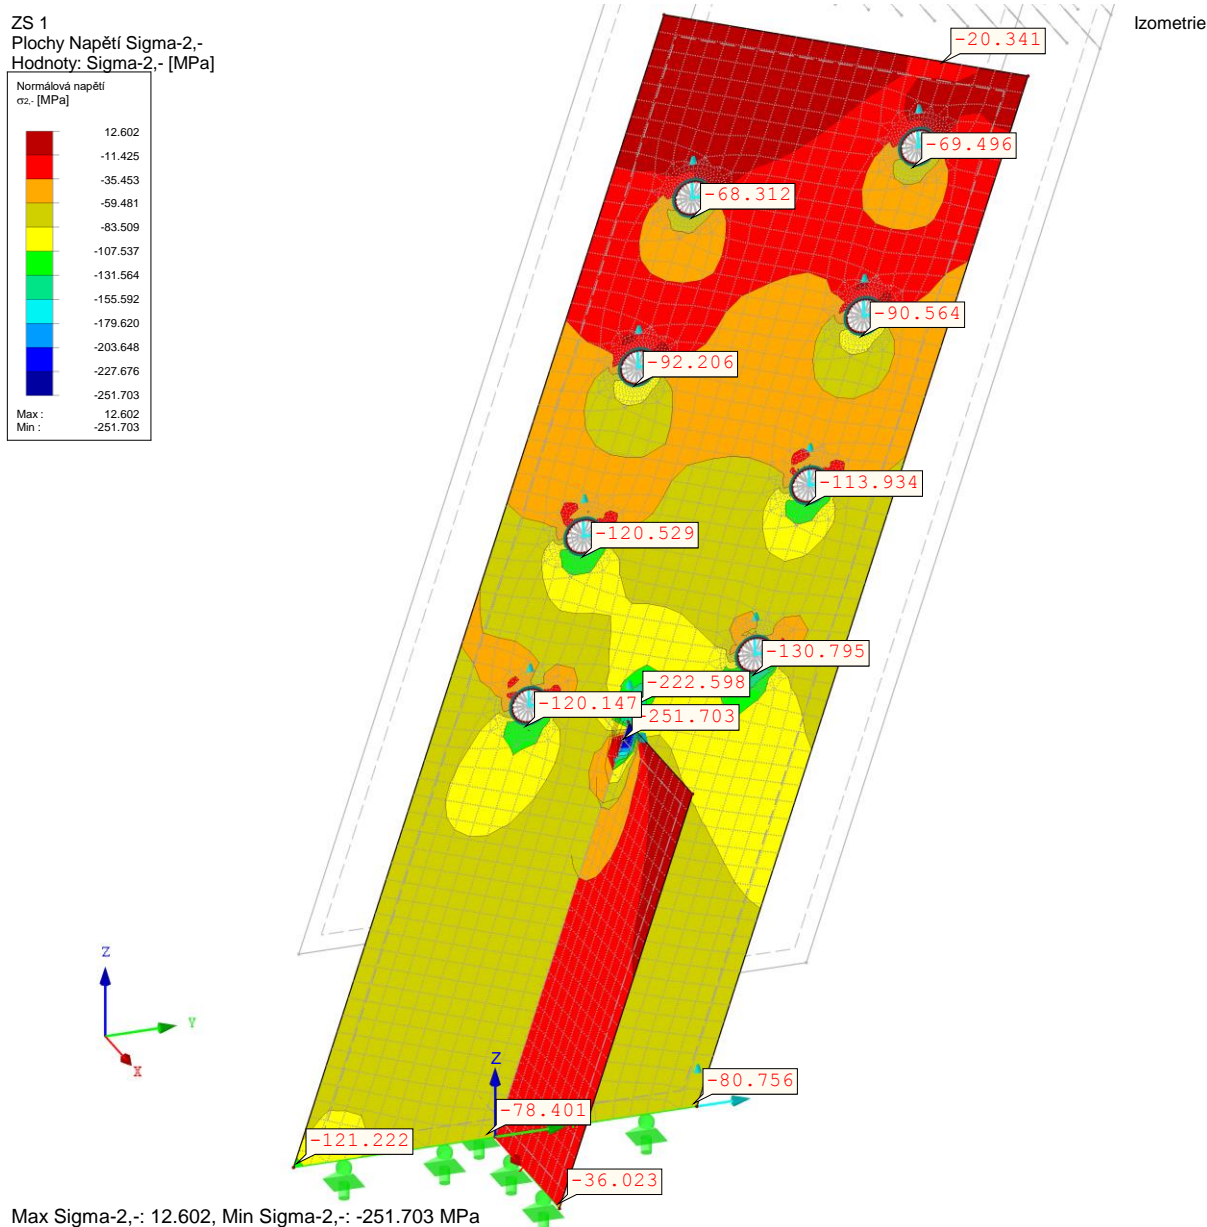 ZS 1
Plochy Napětí Sigma-2,-
Hodnoty: Sigma-2,- [MPa]
Izometrie
Normálová napětí
σ2,- [MPa]
12.602
-11.425
-35.453
-59.481
-83.509
-107.537
-131.564
-155.592
-179.620
-203.648
-227.676
-251.703
Max : 12.602
Min : -251.703
-20.341
-69.496
-68.312
-90.564
-92.206
-113.934
-120.529
-130.795
-222.598
-120.147
-251.703
Z
Y
X
Z
-80.756
-78.401
-121.222
-36.023
Max Sigma-2,-: 12.602, Min Sigma-2,-: -251.703 MPa